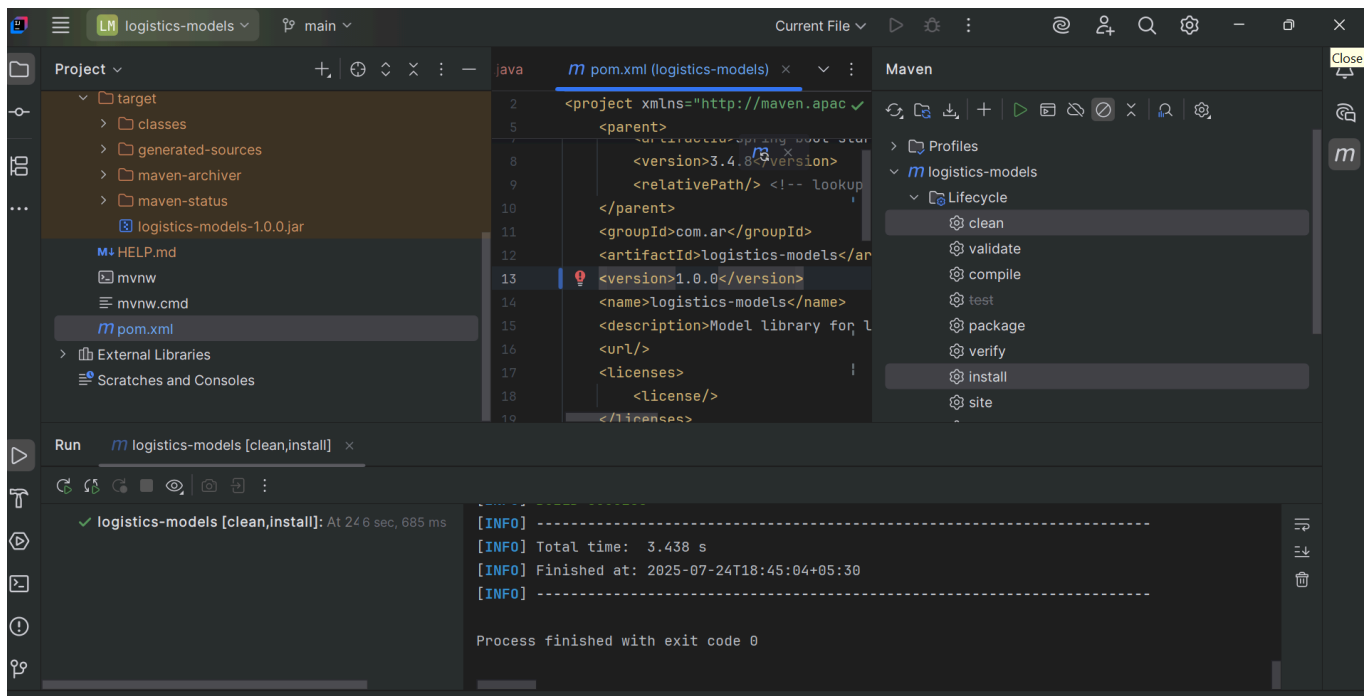 LM logistics-models
main
Current File
Close
Project
target
classes
generated-sources
maven-archiver
maven-status
logistics-models-1.0.0.jar
M↓ HELP.md
mvnw
mvnw.cmd
m pom.xml
External Libraries
Scratches and Consoles
java
m pom.xml (logistics-models)
2 <project xmlns="http://maven.apac
5 <parent>
8 <version>3.4.8</version>
9 <relativePath/> <!-- lookup
10 </parent>
11 <groupId>com.ar</groupId>
12 <artifactId>logistics-models</ar
13 <version>1.0.0</version>
14 <name>logistics-models</name>
15 <description>Model library for l
16 <url/>
17 <licenses>
18 <license/>
19 </licenses>
Maven
Profiles
m logistics-models
Lifecycle
clean
validate
compile
test
package
verify
install
site
m
Run
m logistics-models [clean,install]
logistics-models [clean,install]: At 24 6 sec, 685 ms
[INFO] ------------------------------------------------------------------------
[INFO] Total time:  3.438 s
[INFO] Finished at: 2025-07-24T18:45:04+05:30
[INFO] ------------------------------------------------------------------------
Process finished with exit code 0